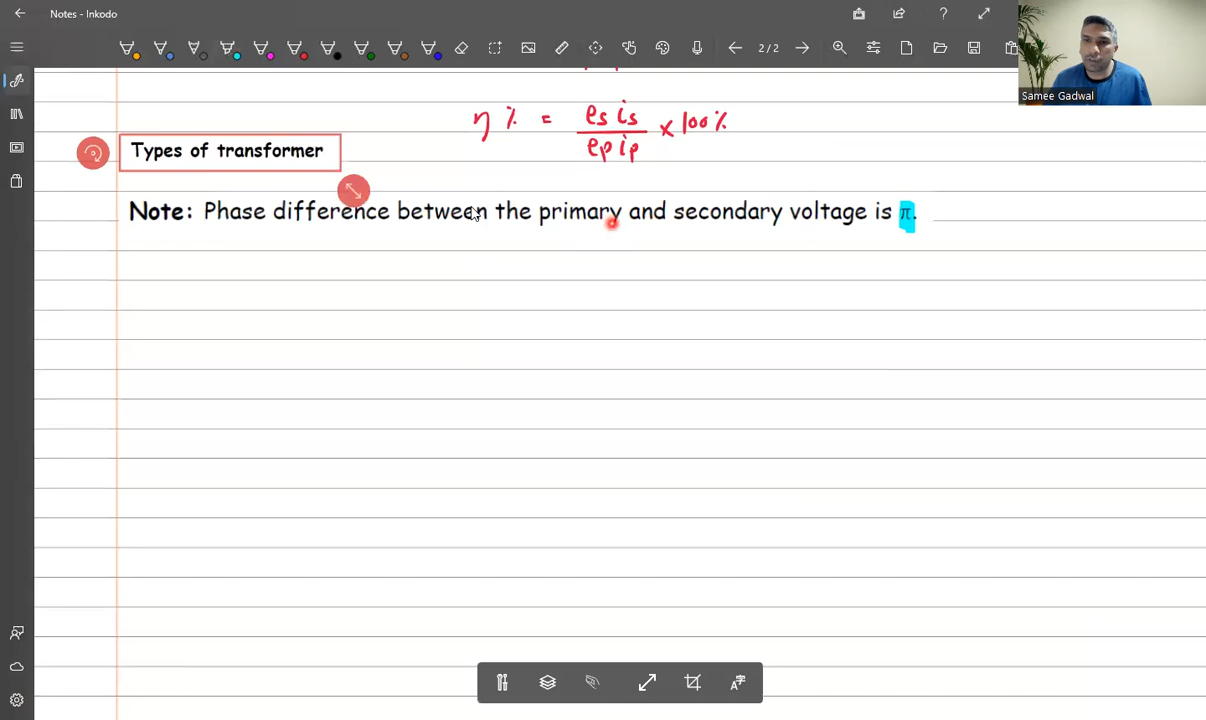 Notes - Inkodo
2/2
Samee Gadwal
η % = eₛ iₛ / eₚ iₚ × 100 %
Types of transformer
Note: Phase difference between the primary and secondary voltage is π.